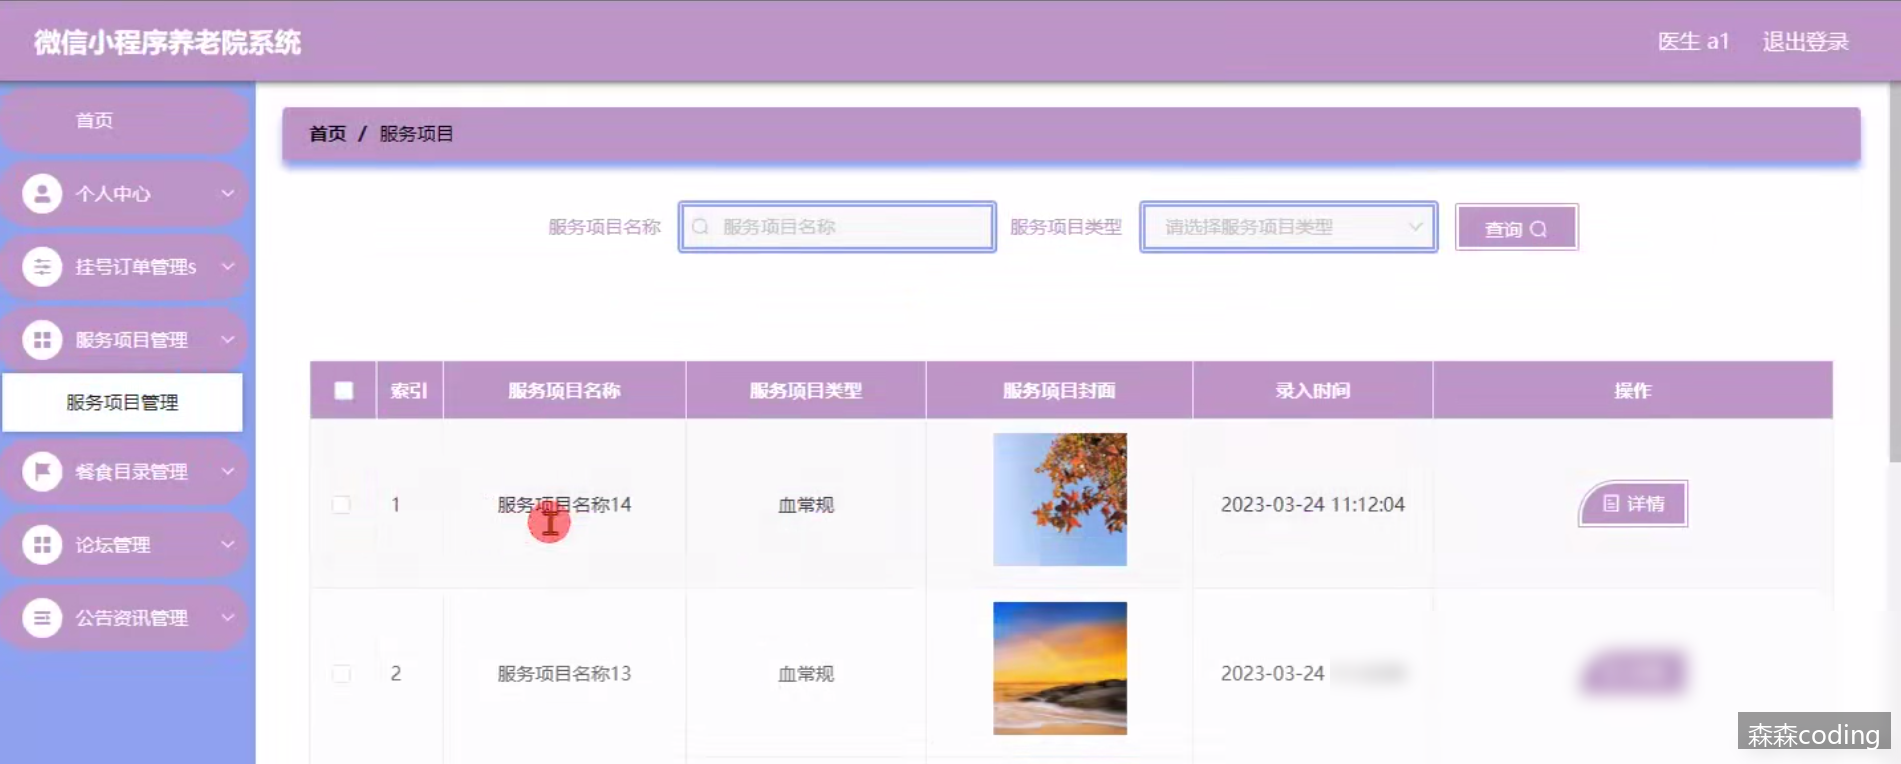 微信小程序养老院系统
医生 a1 退出登录
首页
个人中心
挂号订单管理s
服务项目管理
服务项目管理
餐食目录管理
论坛管理
公告资讯管理
首页 / 服务项目
服务项目名称 服务项目名称 服务项目类型 请选择服务项目类型 查询
索引 服务项目名称 服务项目类型 服务项目封面 录入时间 操作
1 服务项目名称14 血常规 2023-03-24 11:12:04 详情
2 服务项目名称13 血常规 2023-03-24
森森coding